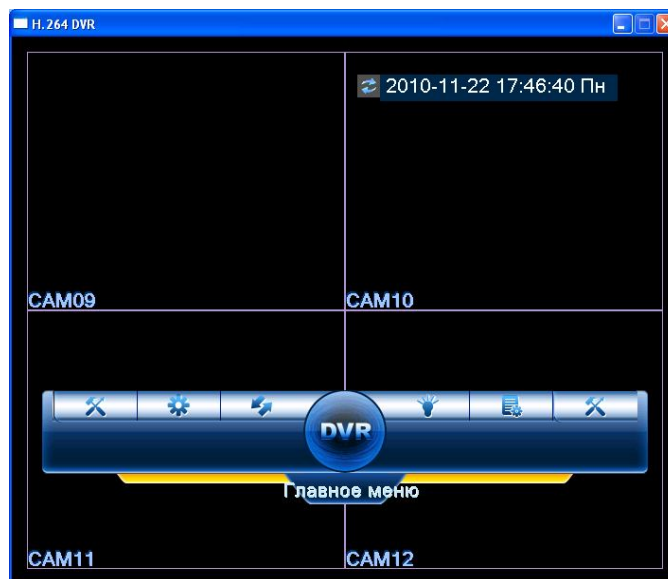 H.264 DVR
2010-11-22 17:46:40 Пн
CAM09
CAM10
DVR
Главное меню
CAM11
CAM12